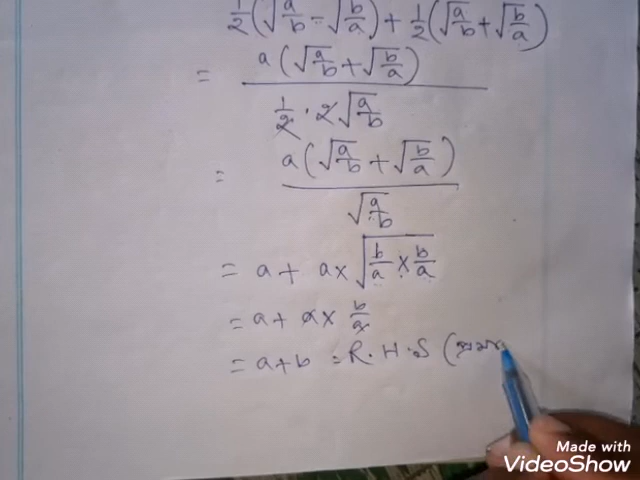 ½(√a/b − √b/a) + ½(√a/b + √b/a)
= a(√a/b + √b/a)
½ · 2√a/b
= a(√a/b + √b/a)
√a/b
= a + a×√b/a × b/a
= a + a× b/a
= a+b = R.H.S (
Made with
VideoShow